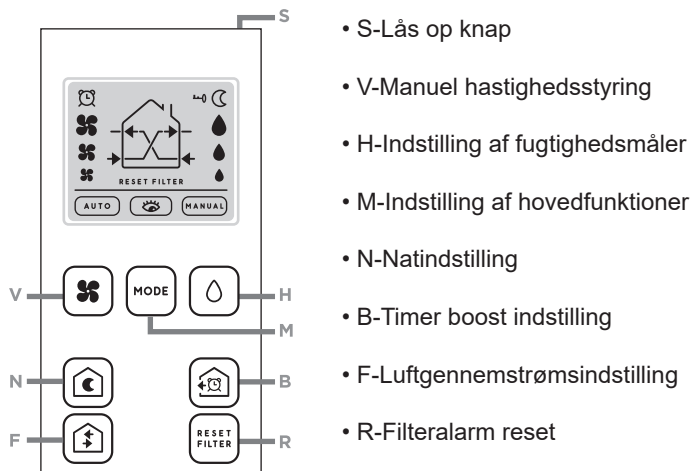 S
• S-Lås op knap
• V-Manuel hastighedsstyring
• H-Indstilling af fugtighedsmåler
• M-Indstilling af hovedfunktioner
• N-Natindstilling
• B-Timer boost indstilling
• F-Luftgennemstrømsindstilling
• R-Filteralarm reset
RESET FILTER
AUTO MANUAL
V MODE H
M
N B
F RESET FILTER R